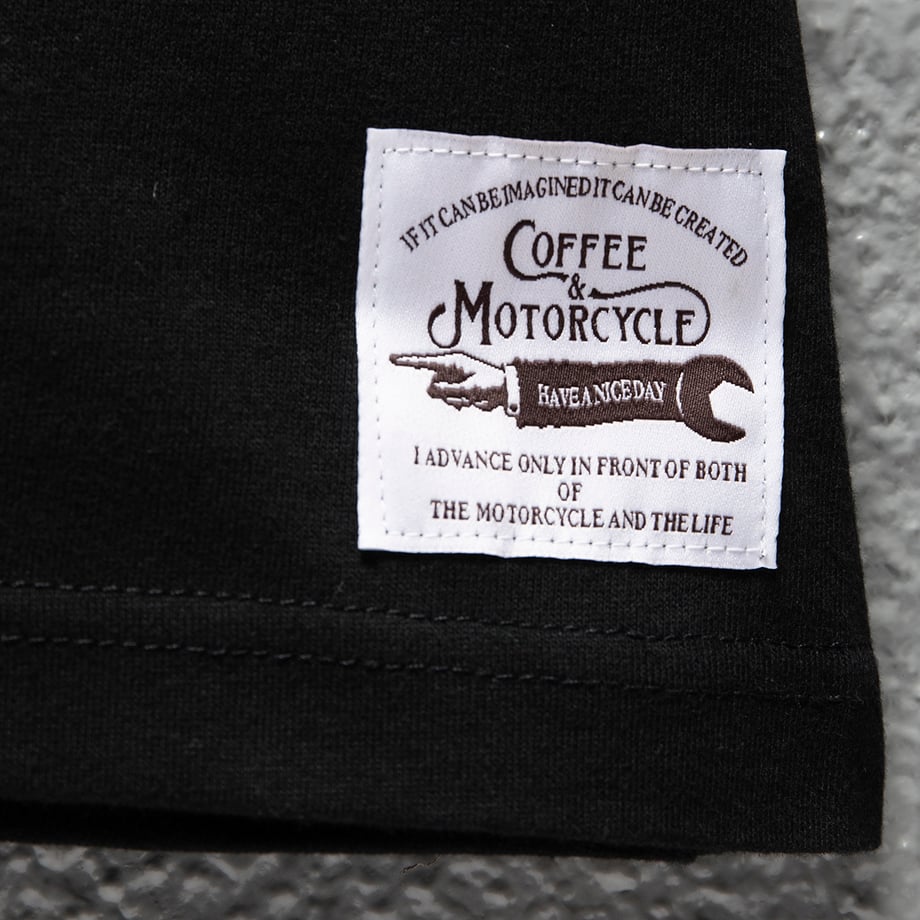 IF IT CAN BE IMAGINED IT CAN BE CREATED
COFFEE
&
MOTORCYCLE
HAVE A NICE DAY
I ADVANCE ONLY IN FRONT OF BOTH
OF
THE MOTORCYCLE AND THE LIFE